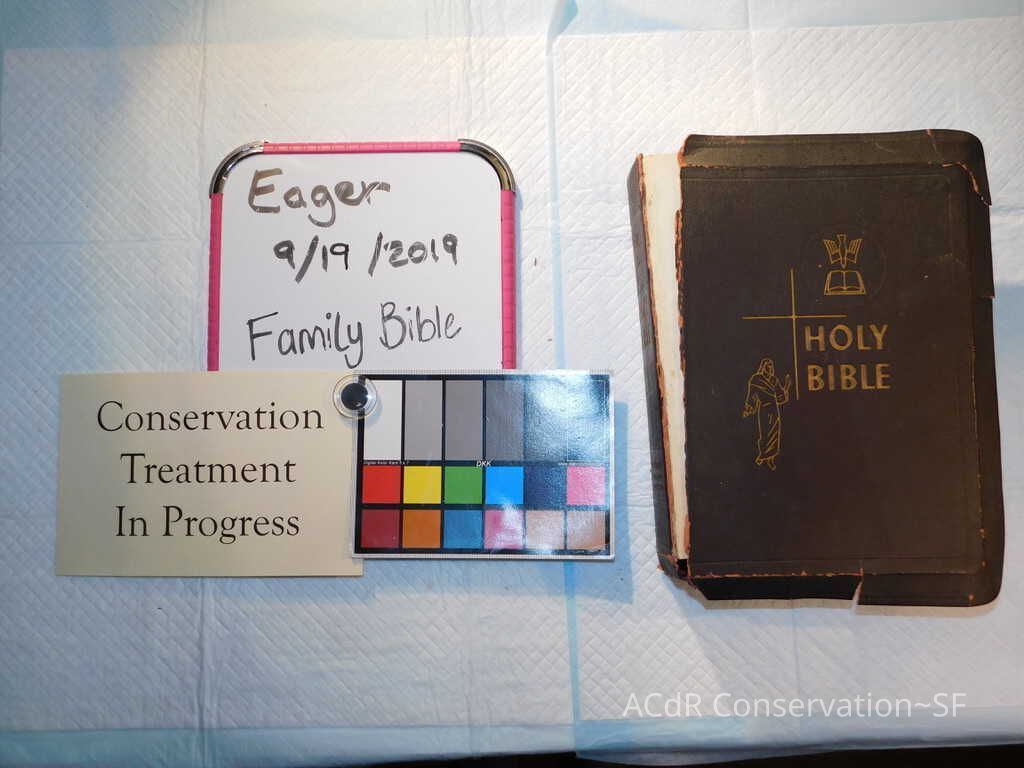 Eager
9/19/2019
Family Bible
Conservation
Treatment
In Progress
DKK
HOLY
BIBLE
ACdR Conservation~SF